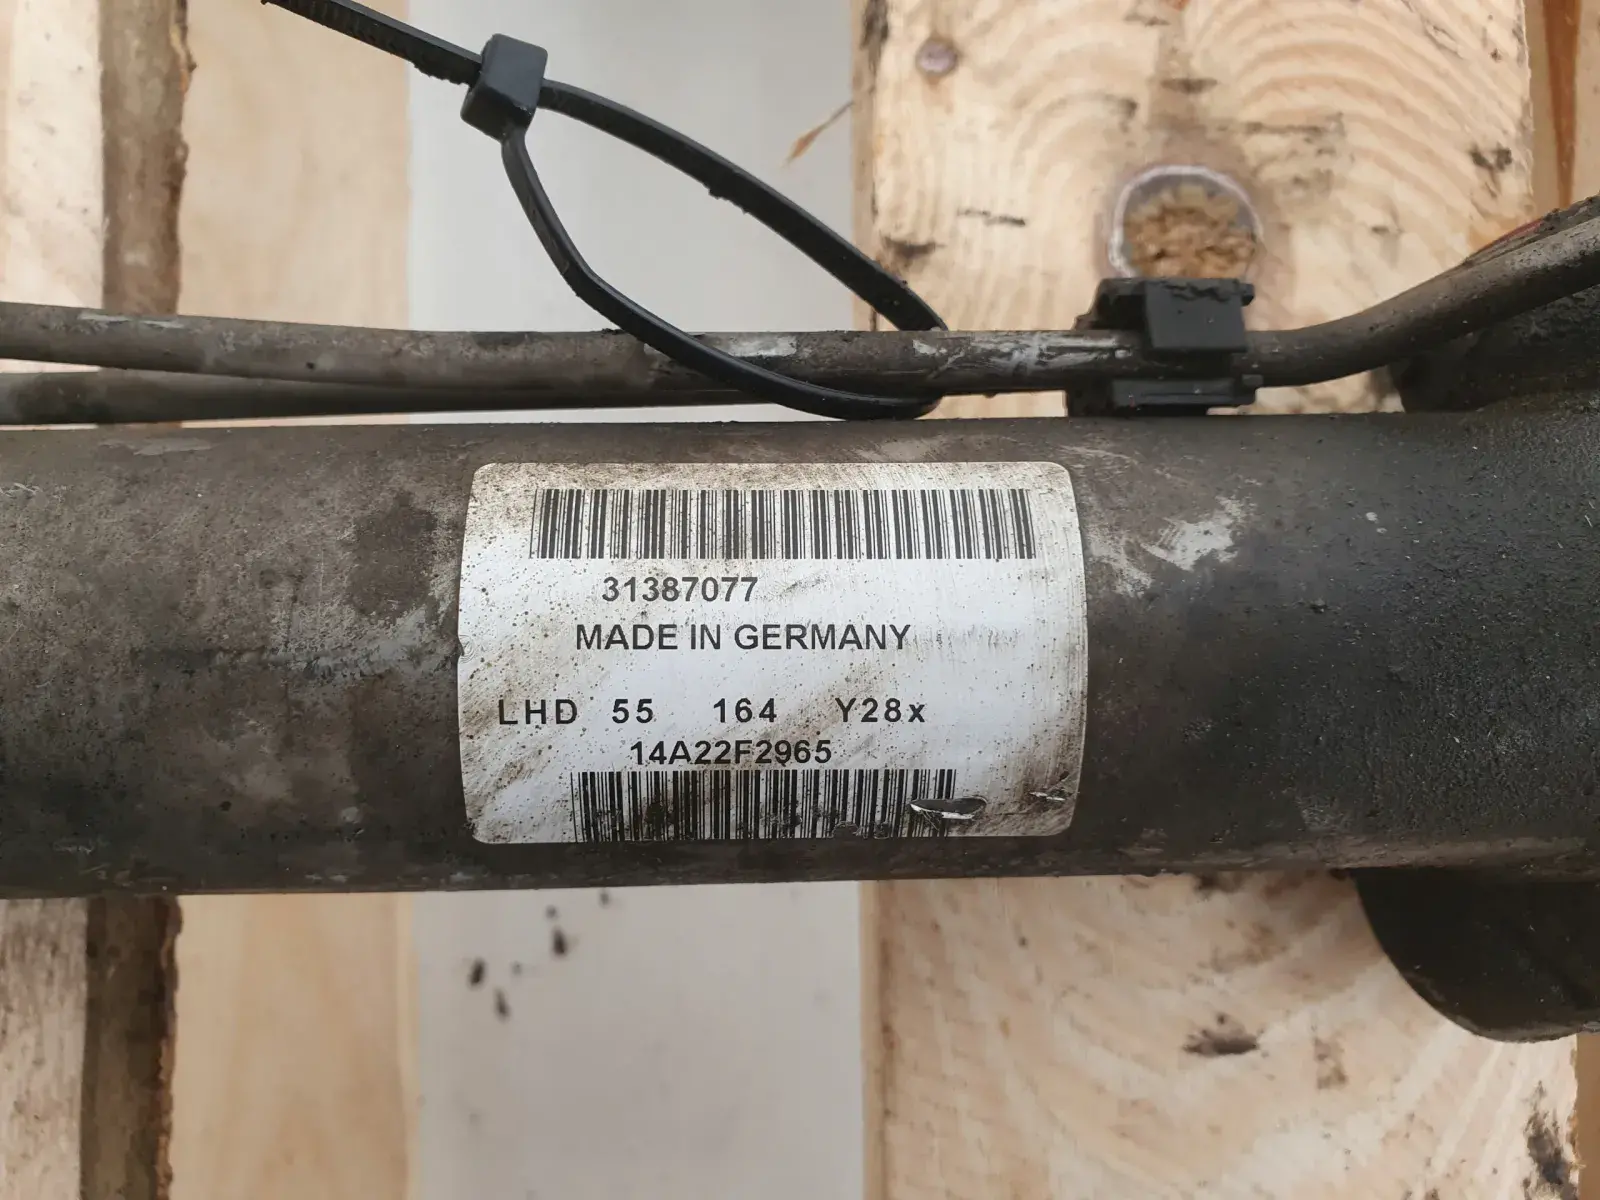 31387077
MADE IN GERMANY
LHD 55 164 Y28x
14A22F2965